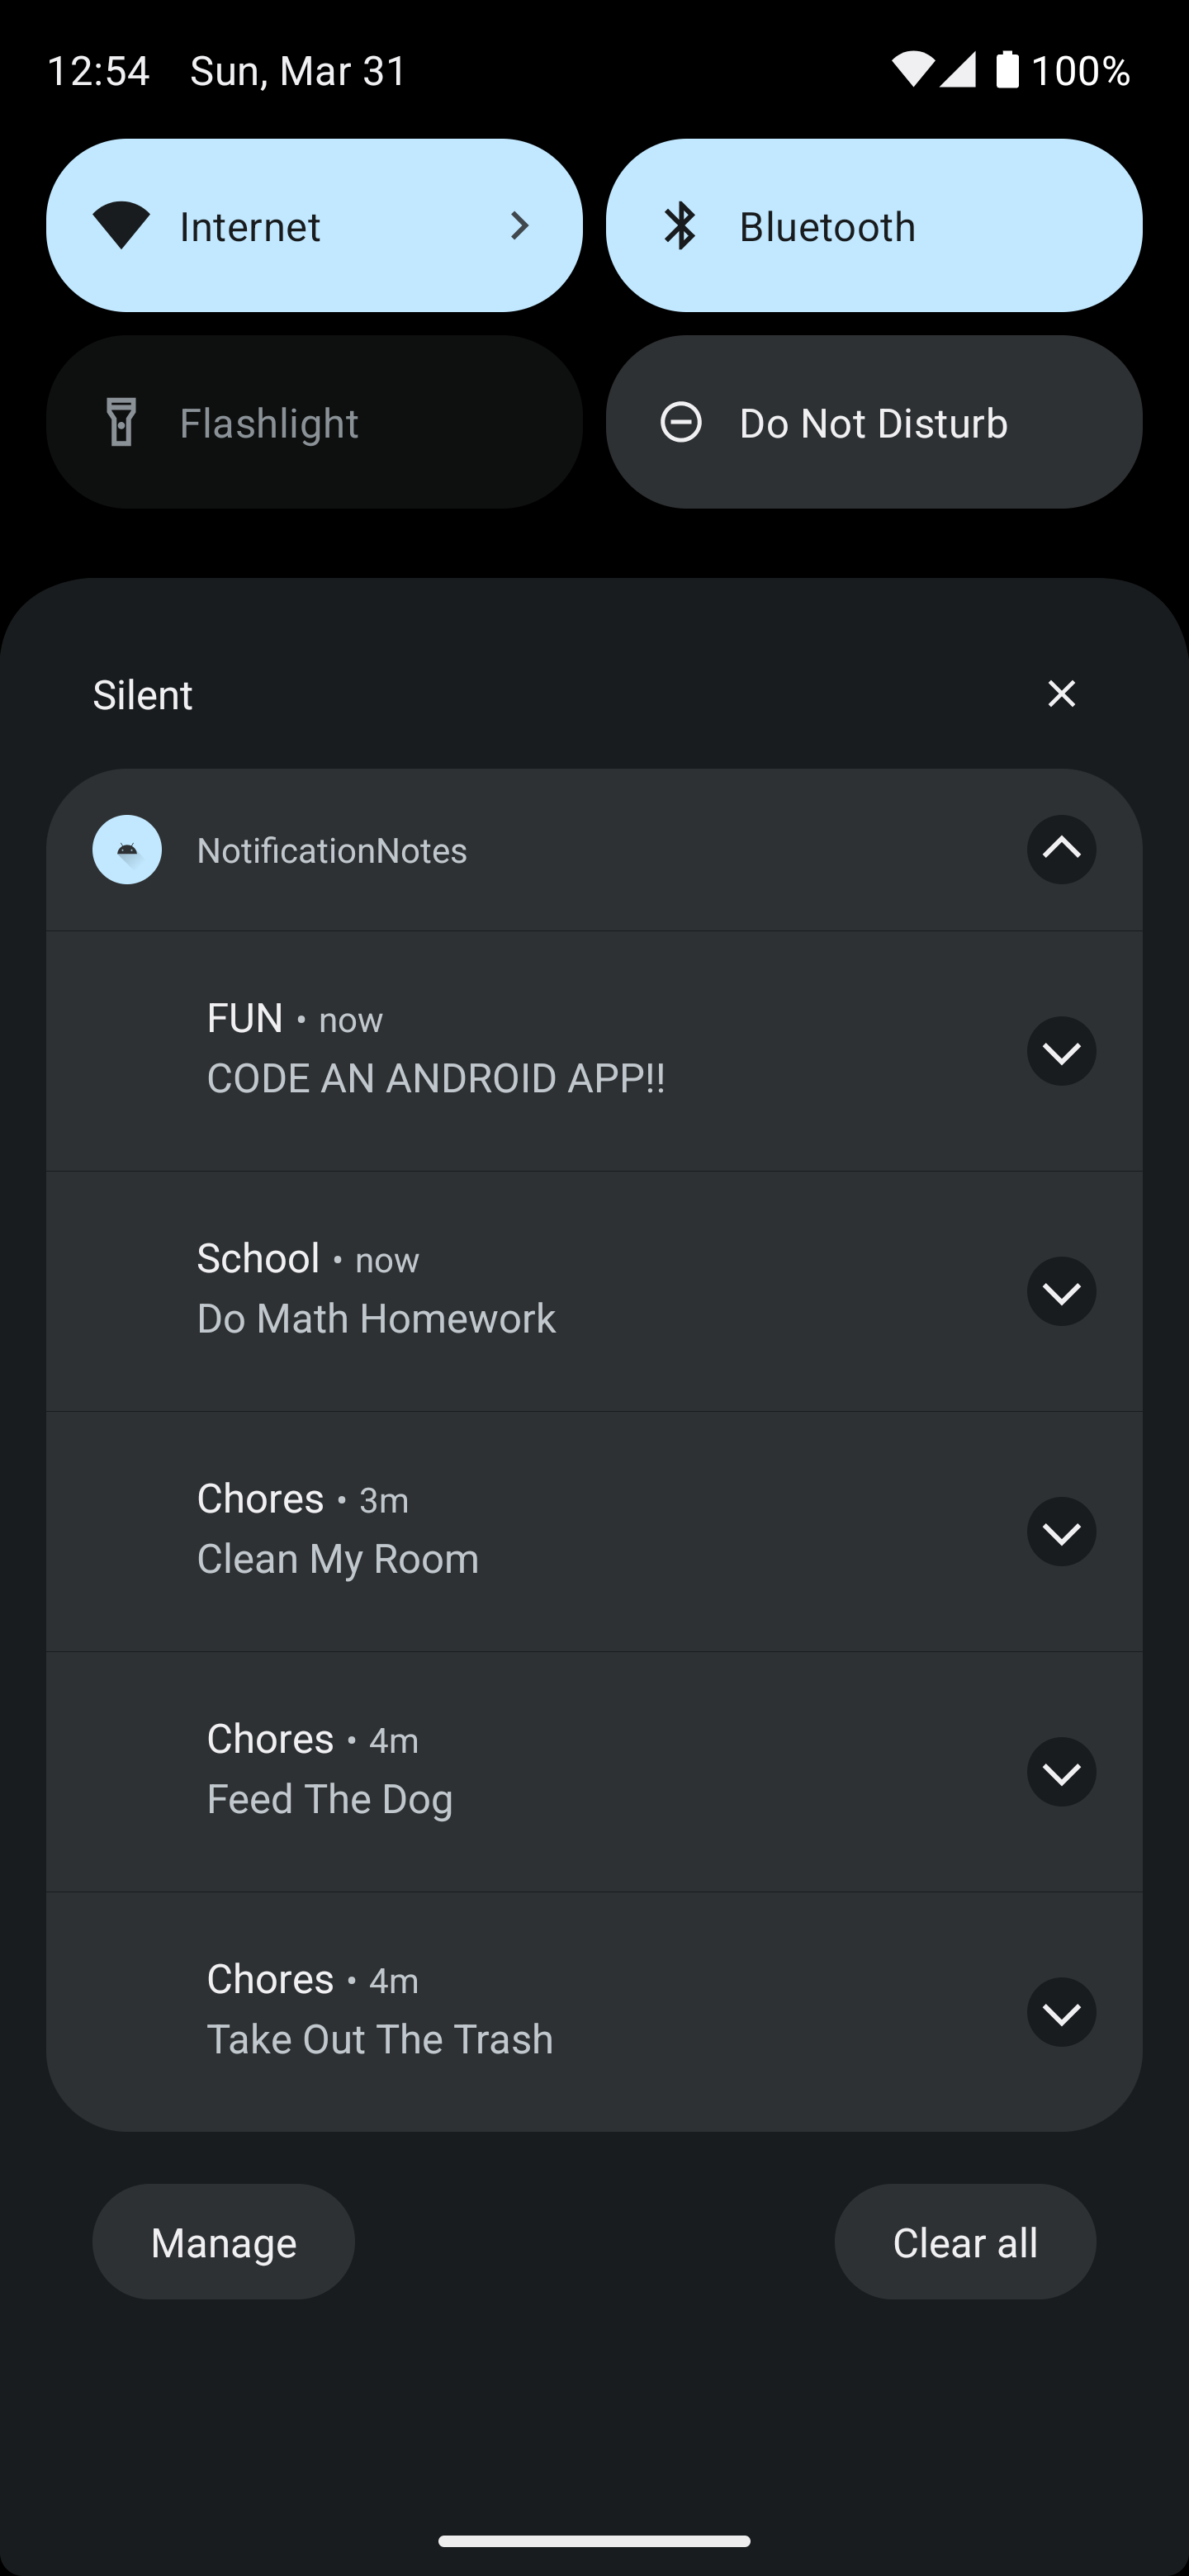 12:54 Sun, Mar 31 100%
Internet Bluetooth
Flashlight Do Not Disturb
Silent
NotificationNotes
FUN • now
CODE AN ANDROID APP!!
School • now
Do Math Homework
Chores • 3m
Clean My Room
Chores • 4m
Feed The Dog
Chores • 4m
Take Out The Trash
Manage Clear all